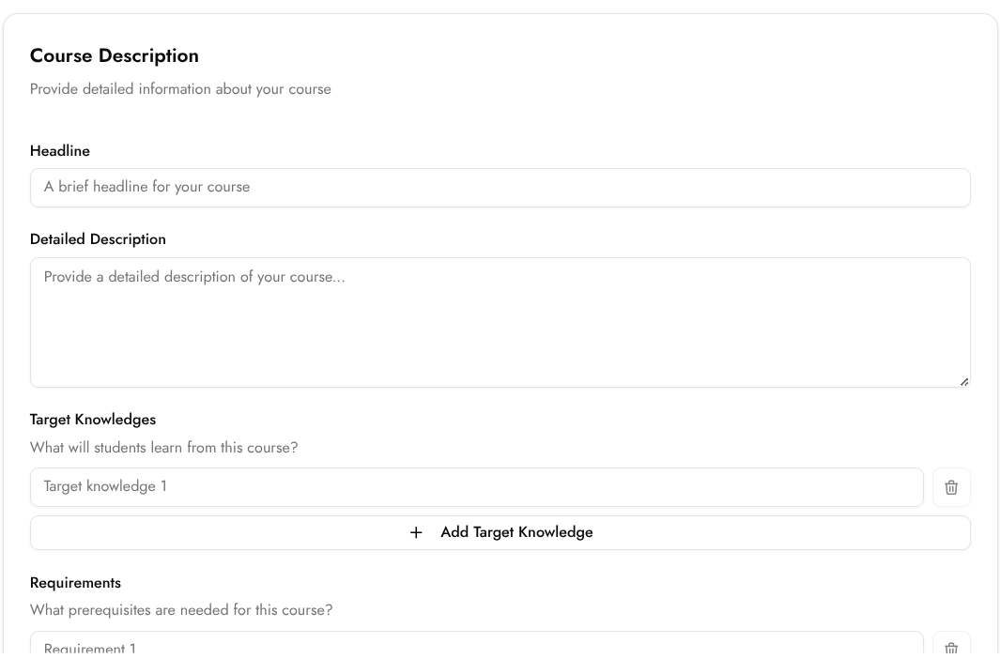 Course Description
Provide detailed information about your course
Headline
A brief headline for your course
Detailed Description
Provide a detailed description of your course...
Target Knowledges
What will students learn from this course?
Target knowledge 1
Add Target Knowledge
Requirements
What prerequisites are needed for this course?
Requirement 1